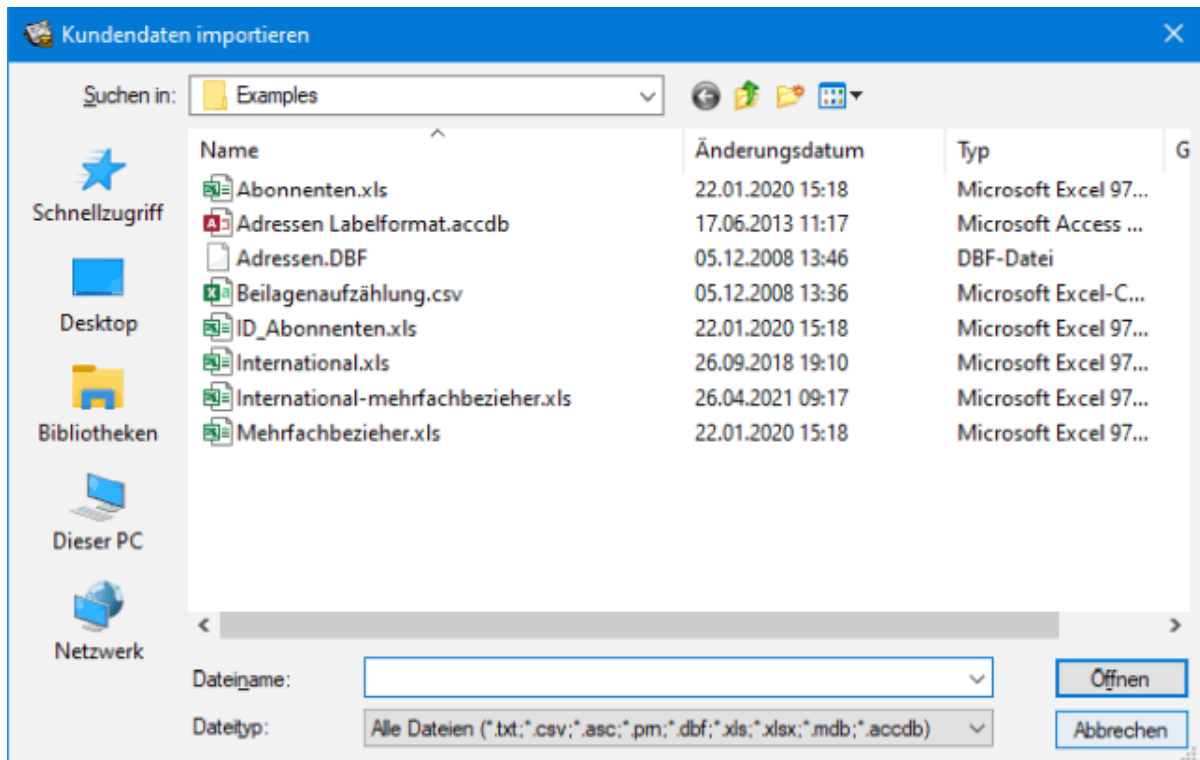 Kundendaten importieren
Suchen in: Examples
Name Änderungsdatum Typ G
Abonnenten.xls 22.01.2020 15:18 Microsoft Excel 97...
Adressen Labelformat.accdb 17.06.2013 11:17 Microsoft Access ...
Adressen.DBF 05.12.2008 13:46 DBF-Datei
Beilagenaufzählung.csv 05.12.2008 13:36 Microsoft Excel-C...
ID_Abonnenten.xls 22.01.2020 15:18 Microsoft Excel 97...
International.xls 26.09.2018 19:10 Microsoft Excel 97...
International-mehrfachbezieher.xls 26.04.2021 09:17 Microsoft Excel 97...
Mehrfachbezieher.xls 22.01.2020 15:18 Microsoft Excel 97...
Schnellzugriff
Desktop
Bibliotheken
Dieser PC
Netzwerk
Dateiname: Öffnen
Dateityp: Alle Dateien (*.txt;*.csv;*.asc;*.prn;*.dbf;*.xls;*.xlsx;*.mdb;*.accdb) Abbrechen